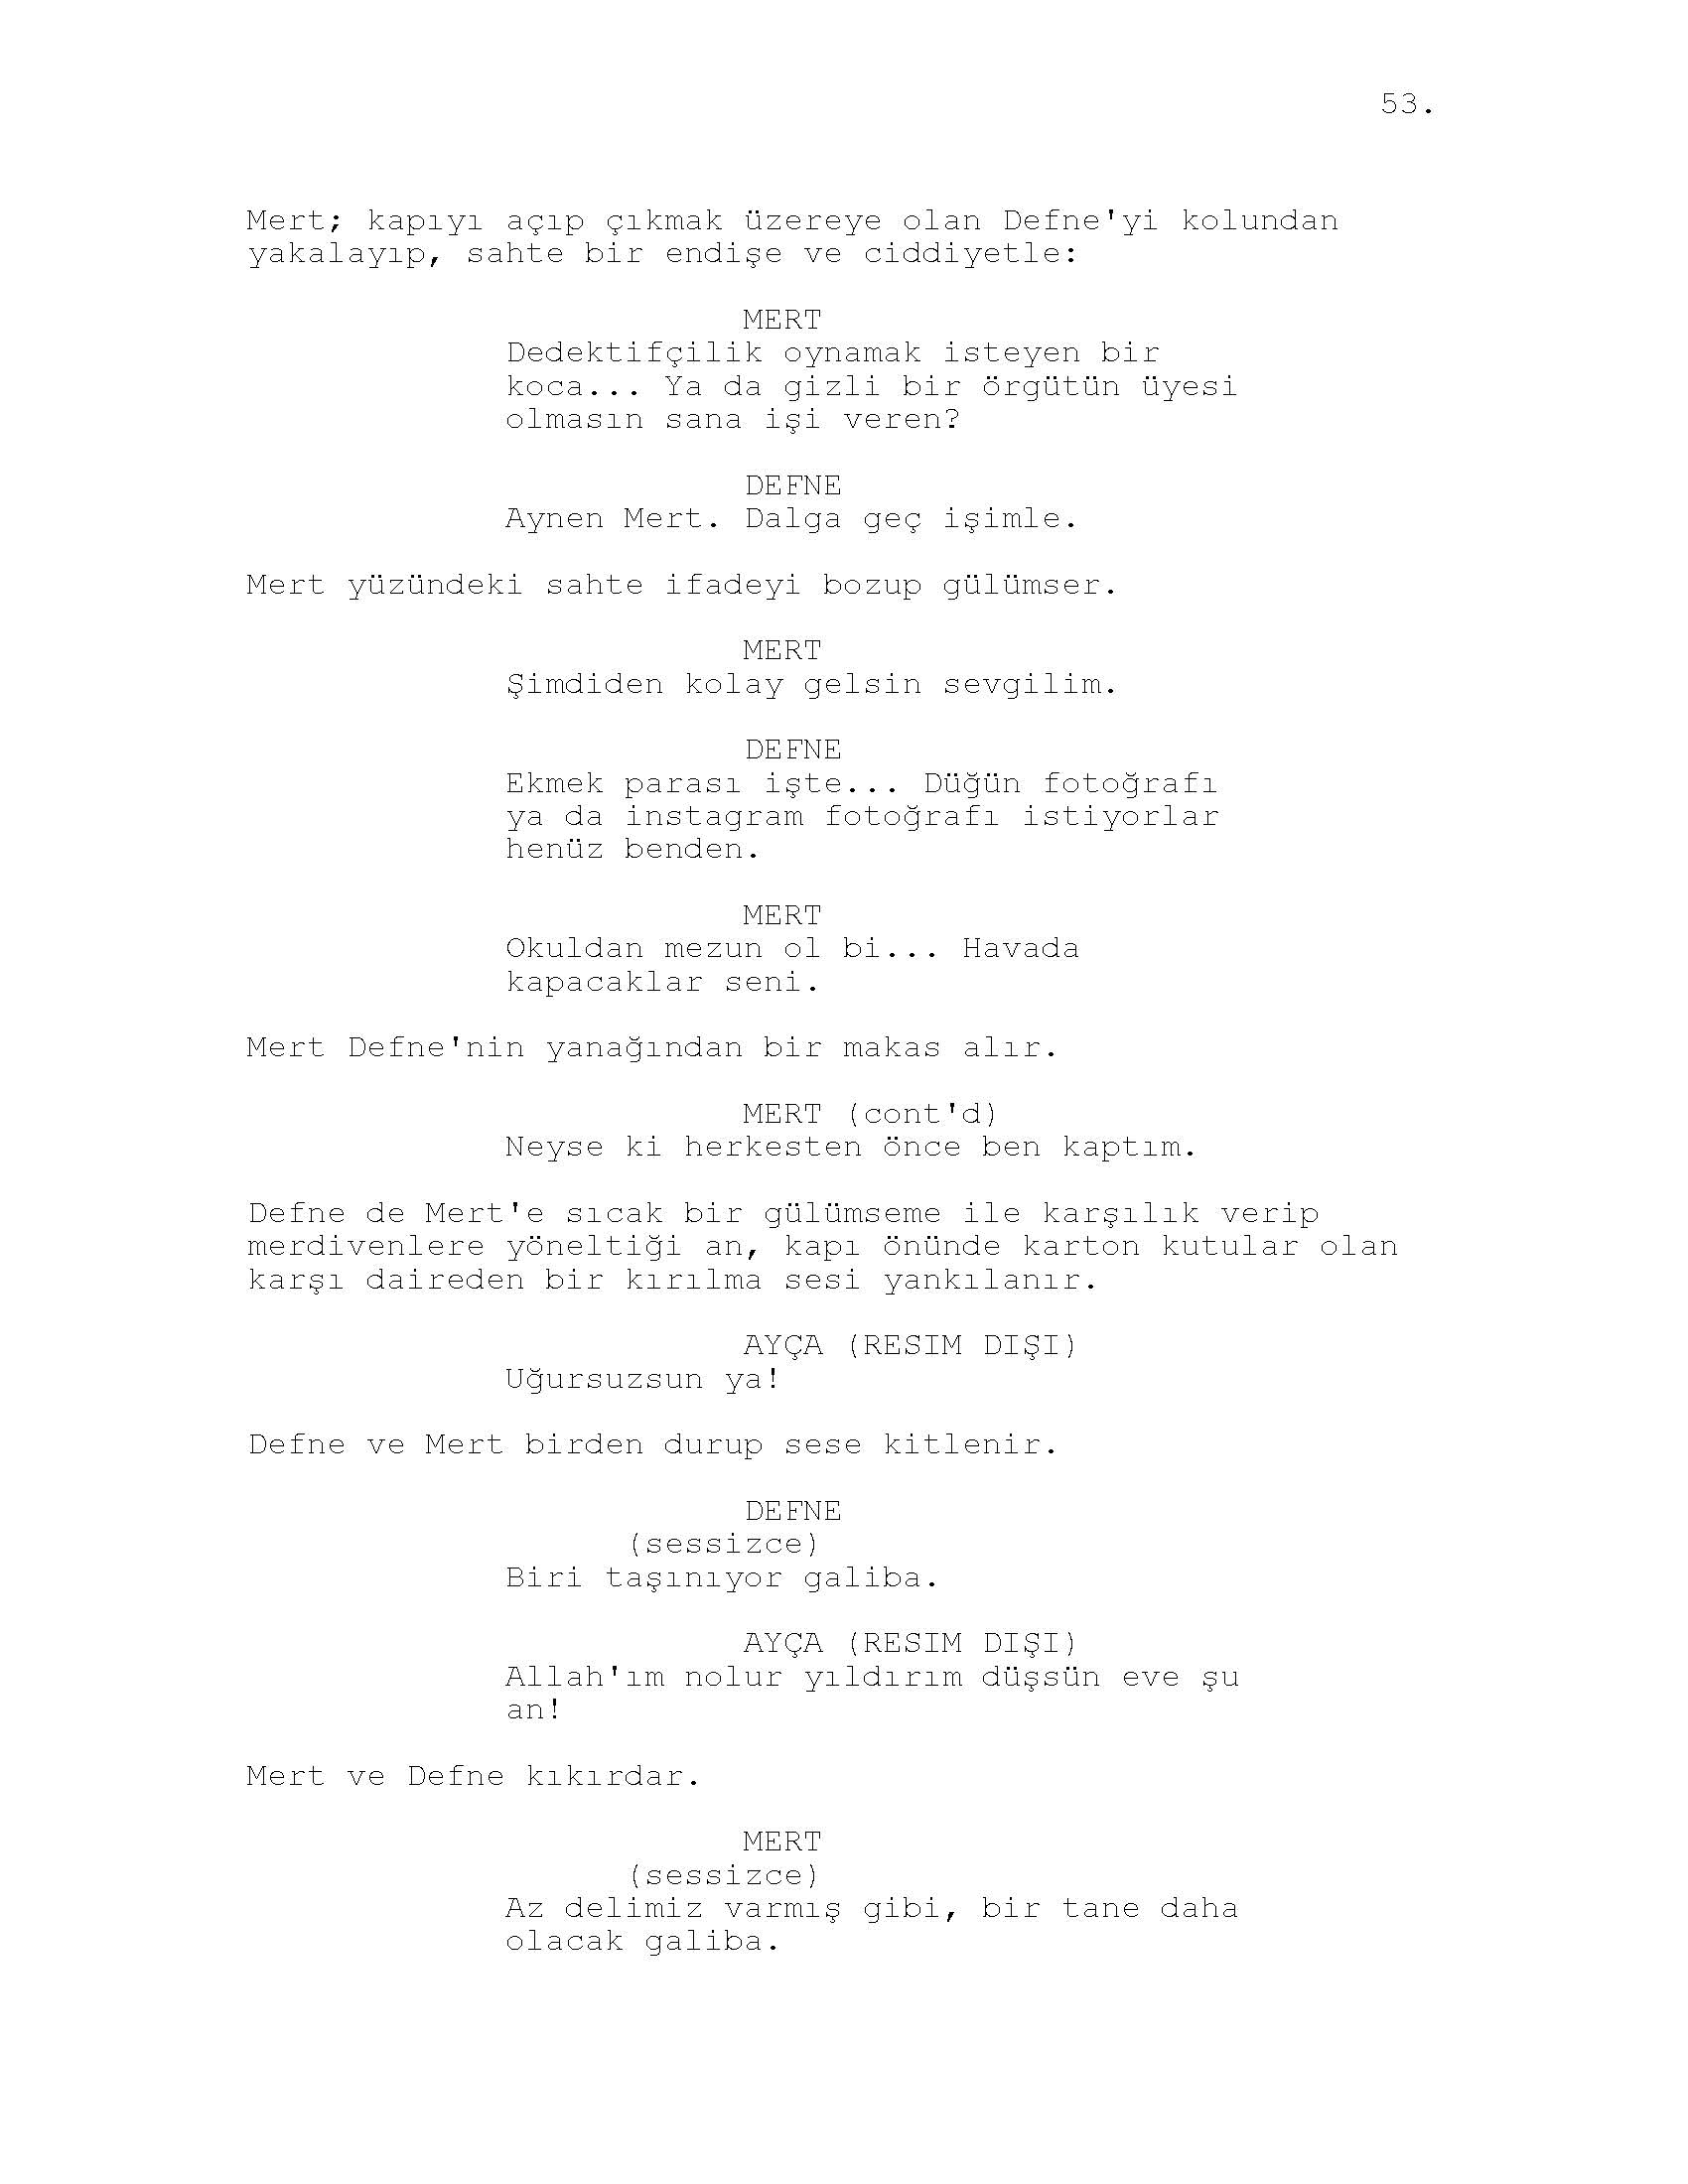 53.
Mert; kapıyı açıp çıkmak üzereye olan Defne'yi kolundan
yakalayıp, sahte bir endişe ve ciddiyetle:
MERT
Dedektifçilik oynamak isteyen bir
koca... Ya da gizli bir örgütün üyesi
olmasın sana işi veren?
DEFNE
Aynen Mert. Dalga geç işimle.
Mert yüzündeki sahte ifadeyi bozup gülümser.
MERT
Şimdiden kolay gelsin sevgilim.
DEFNE
Ekmek parası işte... Düğün fotoğrafı
ya da instagram fotoğrafı istiyorlar
henüz benden.
MERT
Okuldan mezun ol bi... Havada
kapacaklar seni.
Mert Defne'nin yanağından bir makas alır.
MERT (cont'd)
Neyse ki herkesten önce ben kaptım.
Defne de Mert'e sıcak bir gülümseme ile karşılık verip
merdivenlere yöneltiği an, kapı önünde karton kutular olan
karşı daireden bir kırılma sesi yankılanır.
AYÇA (RESIM DIŞI)
Uğursuzsun ya!
Defne ve Mert birden durup sese kitlenir.
DEFNE
(sessizce)
Biri taşınıyor galiba.
AYÇA (RESIM DIŞI)
Allah'ım nolur yıldırım düşsün eve şu
an!
Mert ve Defne kıkırdar.
MERT
(sessizce)
Az delimiz varmış gibi, bir tane daha
olacak galiba.